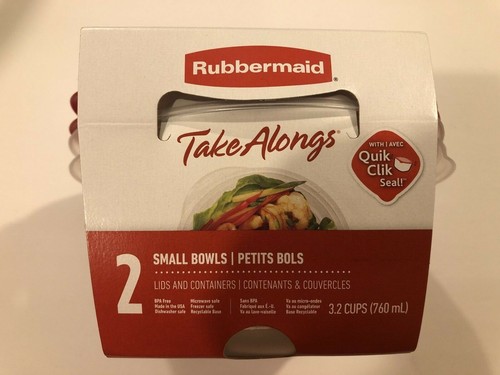 Rubbermaid®
TakeAlongs®
WITH | AVEC
Quik
Clik
Seal!™
2
SMALL BOWLS | PETITS BOLS
LIDS AND CONTAINERS | CONTENANTS & COUVERCLES
BPA Free
Made in the USA
Dishwasher safe
Microwave safe
Freezer safe
Recyclable Base
Sans BPA
Fabriqué aux É.-U.
Va au lave-vaisselle
Va au micro-ondes
Va au congélateur
Base Recyclable
3.2 CUPS (760 mL)